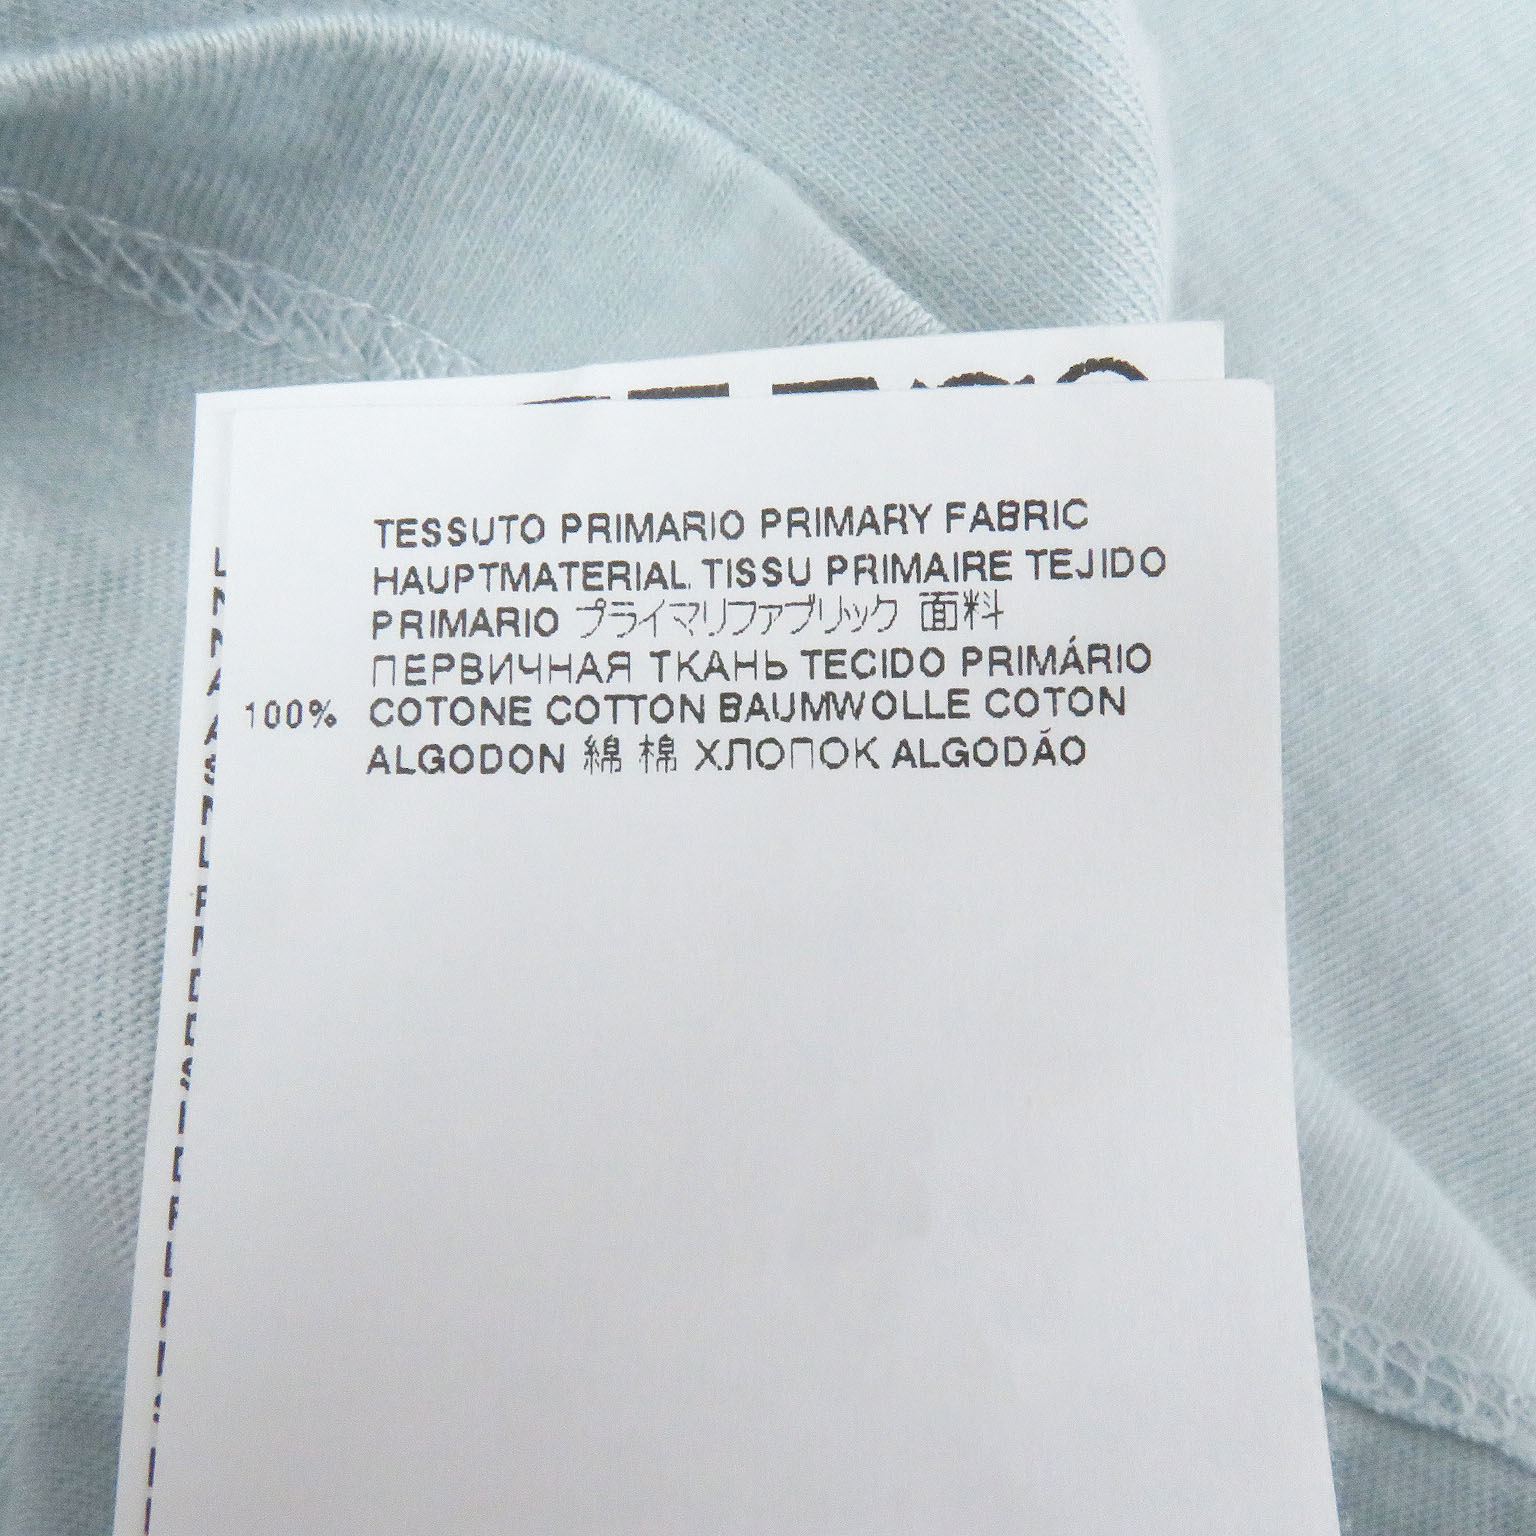 TESSUTO PRIMARIO PRIMARY FABRIC
HAUPTMATERIAL TISSU PRIMAIRE TEJIDO
PRIMARIO プライマリファブリック 面料
ПЕРВИЧНАЯ ТКАНЬ TECIDO PRIMÁRIO
100% COTONE COTTON BAUMWOLLE COTON
ALGODON 綿 棉 ХЛОПОК ALGODÃO